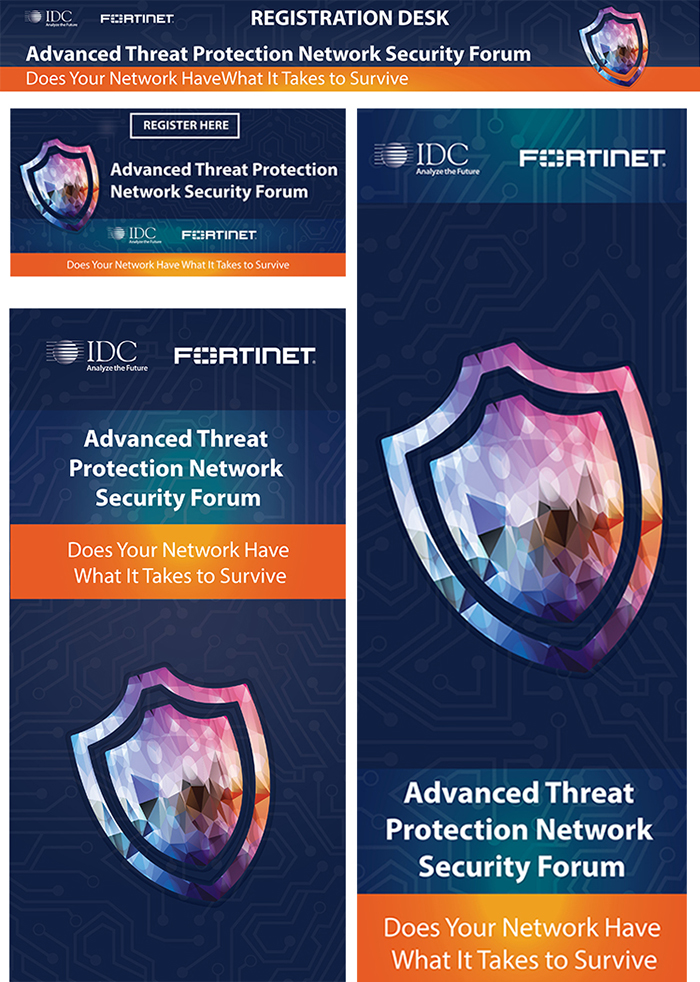 IDC
Analyze the Future
FORTINET
REGISTRATION DESK
Advanced Threat Protection Network Security Forum
Does Your Network HaveWhat It Takes to Survive
REGISTER HERE
Advanced Threat Protection
Network Security Forum
IDC
Analyze the Future
FORTINET
Does Your Network Have What It Takes to Survive
IDC
Analyze the Future
FORTINET
Advanced Threat
Protection Network
Security Forum
Does Your Network Have
What It Takes to Survive
IDC
Analyze the Future
FORTINET
Advanced Threat
Protection Network
Security Forum
Does Your Network Have
What It Takes to Survive